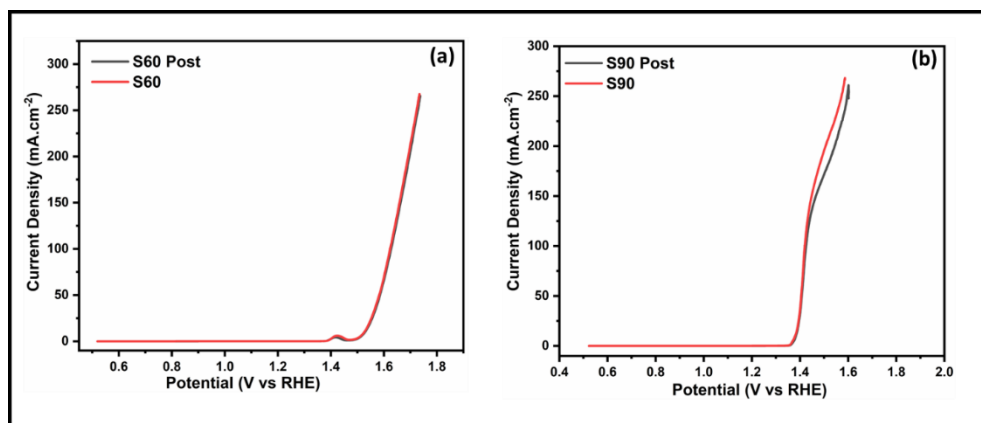 (a)
S60 Post
S60
Current Density (mA.cm-2)
300
250
200
150
100
50
0
0.6 0.8 1.0 1.2 1.4 1.6 1.8
Potential (V vs RHE)
(b)
S90 Post
S90
Current Density (mA.cm-2)
300
250
200
150
100
50
0
0.4 0.6 0.8 1.0 1.2 1.4 1.6 1.8 2.0
Potential (V vs RHE)